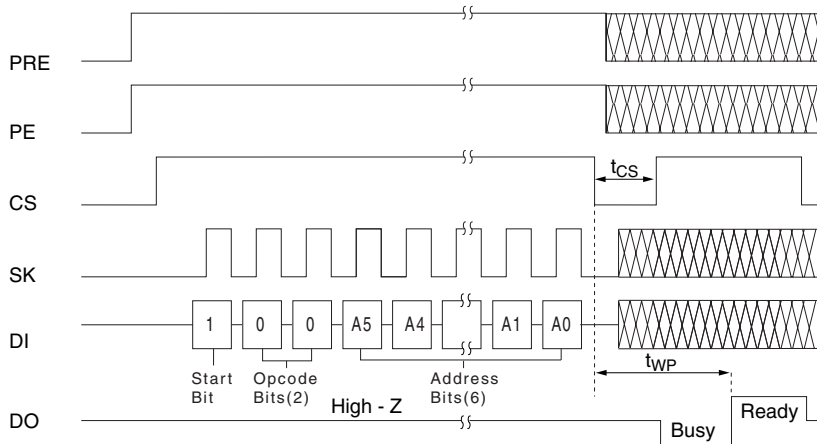 PRE
PE
CS
tCS
SK
DI
1 0 0 A5 A4 A1 A0
Start Bit
Opcode Bits(2)
Address Bits(6)
tWP
DO
High - Z
Busy
Ready